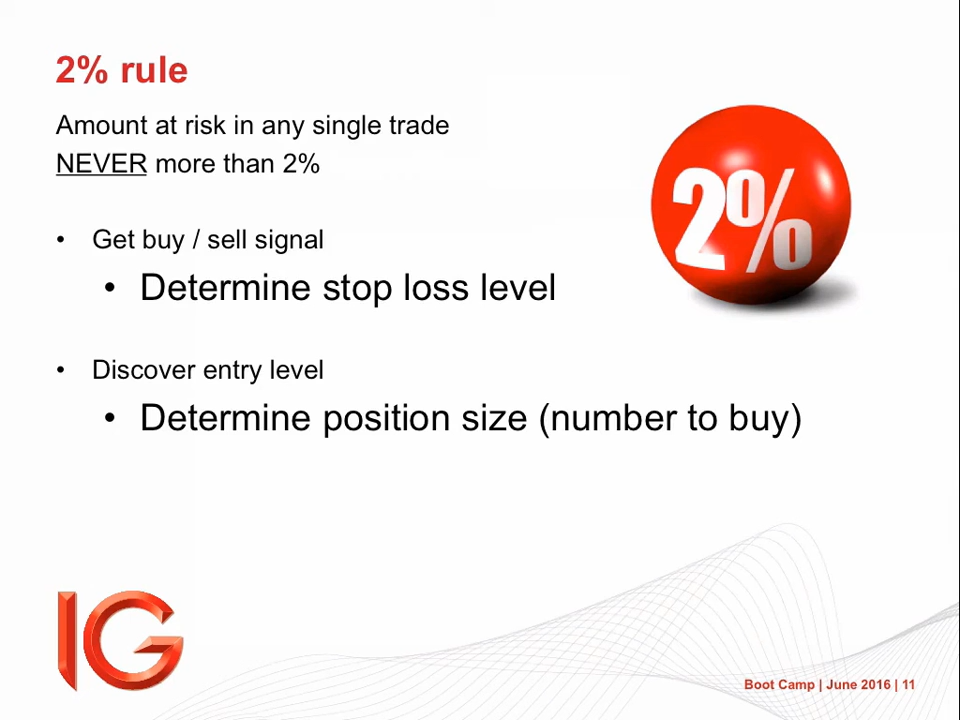 2% rule
Amount at risk in any single trade
NEVER more than 2%
• Get buy / sell signal
• Determine stop loss level
• Discover entry level
• Determine position size (number to buy)
2%
IG
Boot Camp | June 2016 | 11